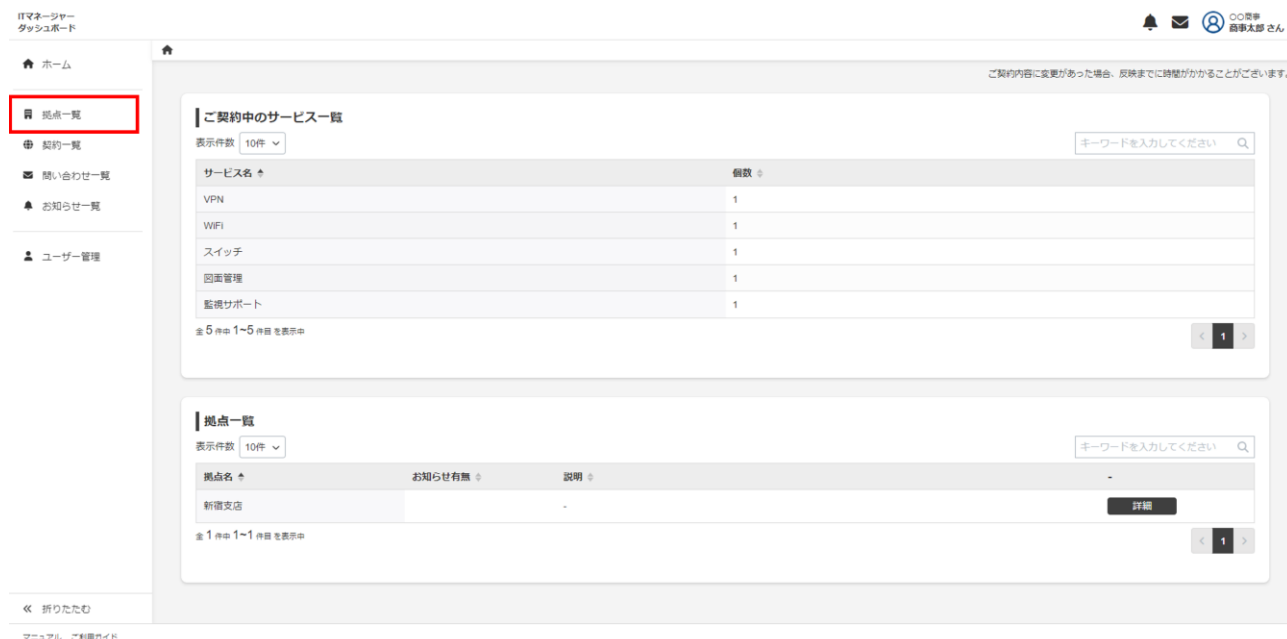 ITマネージャー
ダッシュボード
〇〇商事
商事太郎 さん
ホーム
拠点一覧
契約一覧
問い合わせ一覧
お知らせ一覧
ユーザー管理
ご契約内容に変更があった場合、反映までに時間がかかることがございます。
ご契約中のサービス一覧
表示件数 10件 キーワードを入力してください
サービス名 個数
VPN 1
WiFi 1
スイッチ 1
図面管理 1
監視サポート 1
全 5 件中 1~5 件目 を表示中 < 1 >
拠点一覧
表示件数 10件 キーワードを入力してください
拠点名 お知らせ有無 説明 -
新宿支店 - 詳細
全 1 件中 1~1 件目 を表示中 < 1 >
折りたたむ
マニュアル ご利用ガイド